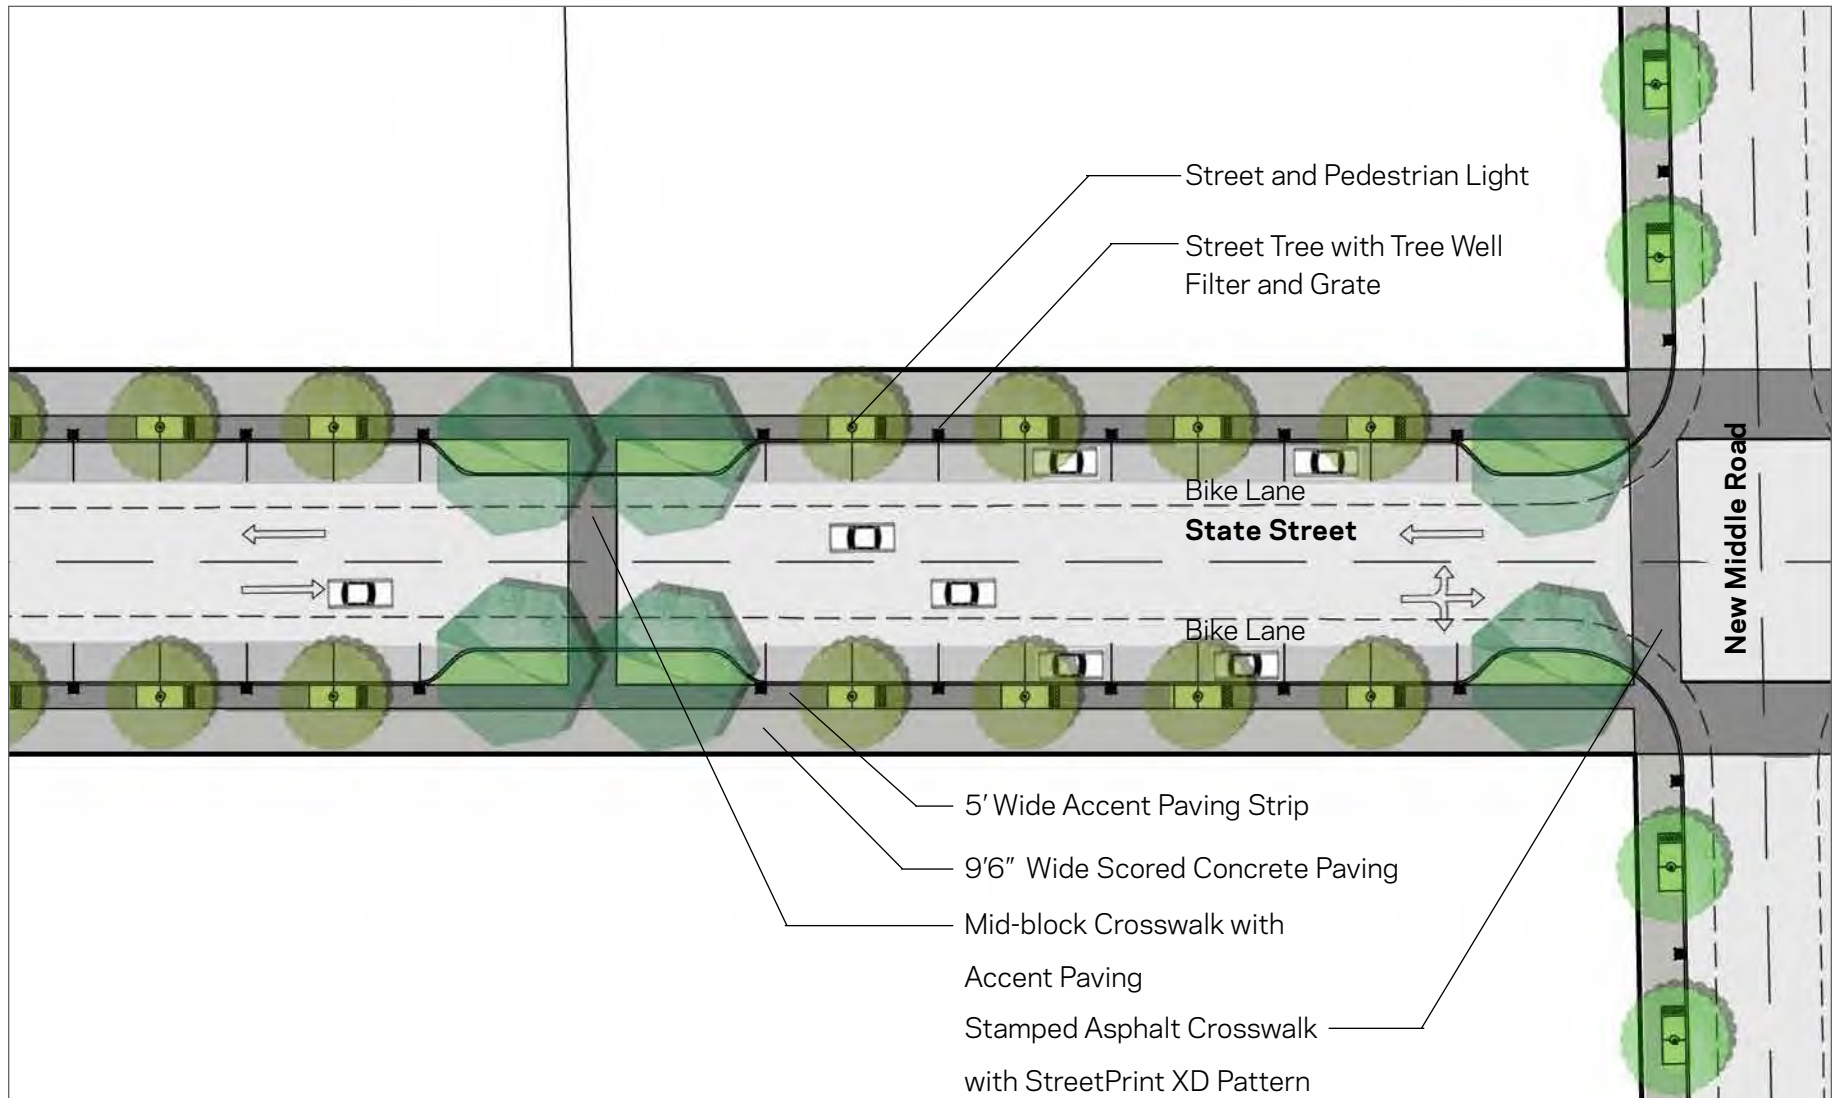 Street and Pedestrian Light
Street Tree with Tree Well
Filter and Grate
Bike Lane
State Street
New Middle Road
Bike Lane
5' Wide Accent Paving Strip
9'6" Wide Scored Concrete Paving
Mid-block Crosswalk with
Accent Paving
Stamped Asphalt Crosswalk
with StreetPrint XD Pattern